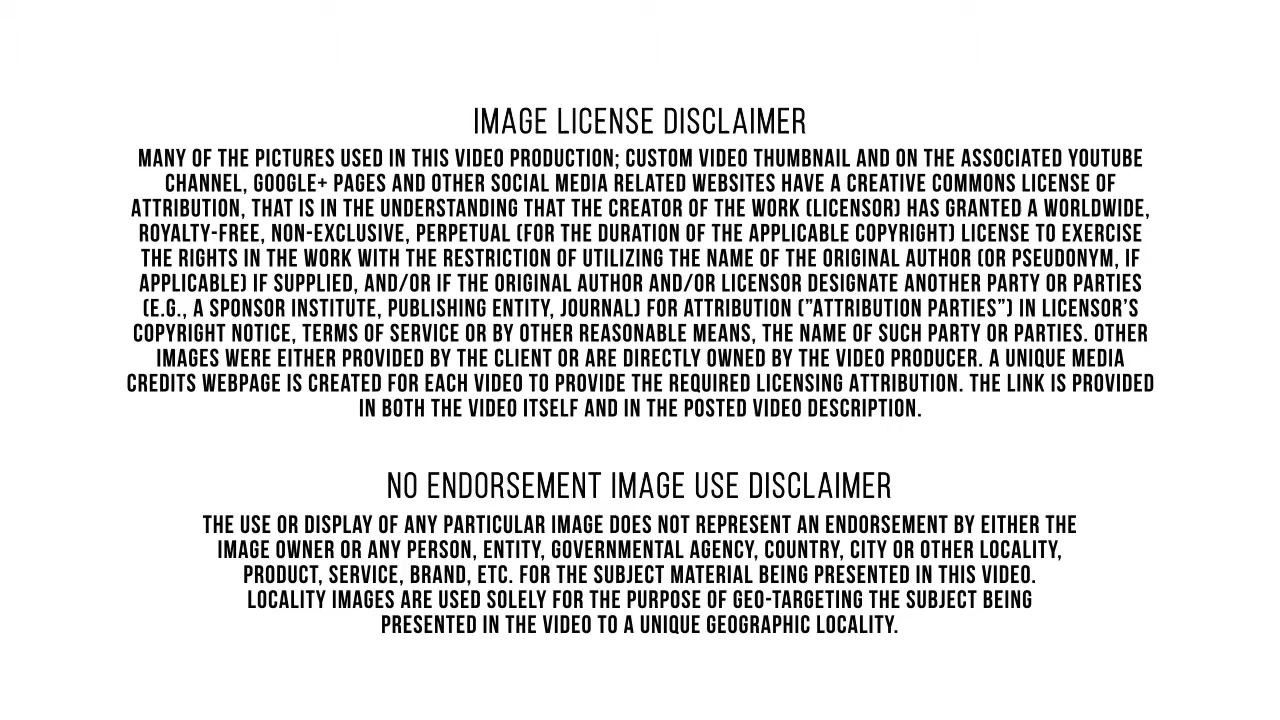 IMAGE LICENSE DISCLAIMER
MANY OF THE PICTURES USED IN THIS VIDEO PRODUCTION; CUSTOM VIDEO THUMBNAIL AND ON THE ASSOCIATED YOUTUBE
CHANNEL, GOOGLE+ PAGES AND OTHER SOCIAL MEDIA RELATED WEBSITES HAVE A CREATIVE COMMONS LICENSE OF
ATTRIBUTION, THAT IS IN THE UNDERSTANDING THAT THE CREATOR OF THE WORK (LICENSOR) HAS GRANTED A WORLDWIDE,
ROYALTY-FREE, NON-EXCLUSIVE, PERPETUAL (FOR THE DURATION OF THE APPLICABLE COPYRIGHT) LICENSE TO EXERCISE
THE RIGHTS IN THE WORK WITH THE RESTRICTION OF UTILIZING THE NAME OF THE ORIGINAL AUTHOR (OR PSEUDONYM, IF
APPLICABLE) IF SUPPLIED, AND/OR IF THE ORIGINAL AUTHOR AND/OR LICENSOR DESIGNATE ANOTHER PARTY OR PARTIES
(E.G., A SPONSOR INSTITUTE, PUBLISHING ENTITY, JOURNAL) FOR ATTRIBUTION ("ATTRIBUTION PARTIES") IN LICENSOR'S
COPYRIGHT NOTICE, TERMS OF SERVICE OR BY OTHER REASONABLE MEANS, THE NAME OF SUCH PARTY OR PARTIES. OTHER
IMAGES WERE EITHER PROVIDED BY THE CLIENT OR ARE DIRECTLY OWNED BY THE VIDEO PRODUCER. A UNIQUE MEDIA
CREDITS WEBPAGE IS CREATED FOR EACH VIDEO TO PROVIDE THE REQUIRED LICENSING ATTRIBUTION. THE LINK IS PROVIDED
IN BOTH THE VIDEO ITSELF AND IN THE POSTED VIDEO DESCRIPTION.
NO ENDORSEMENT IMAGE USE DISCLAIMER
THE USE OR DISPLAY OF ANY PARTICULAR IMAGE DOES NOT REPRESENT AN ENDORSEMENT BY EITHER THE
IMAGE OWNER OR ANY PERSON, ENTITY, GOVERNMENTAL AGENCY, COUNTRY, CITY OR OTHER LOCALITY,
PRODUCT, SERVICE, BRAND, ETC. FOR THE SUBJECT MATERIAL BEING PRESENTED IN THIS VIDEO.
LOCALITY IMAGES ARE USED SOLELY FOR THE PURPOSE OF GEO-TARGETING THE SUBJECT BEING
PRESENTED IN THE VIDEO TO A UNIQUE GEOGRAPHIC LOCALITY.